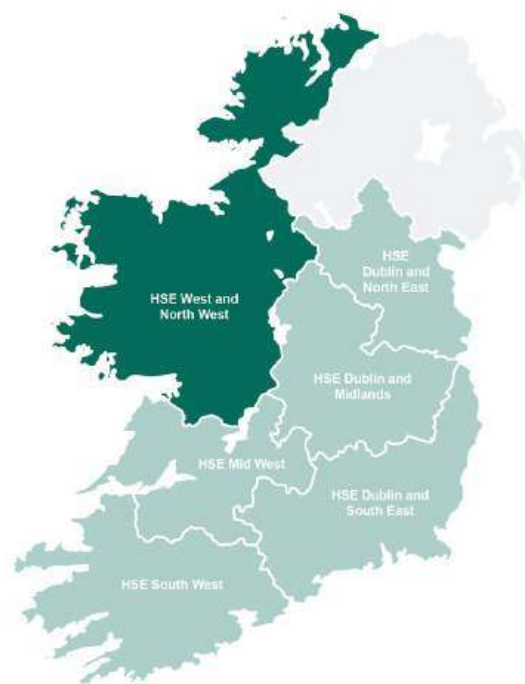 HSE
Dublin and
North East
HSE West and
North West
HSE Dublin and
Midlands
HSE Mid West
HSE Dublin and
South East
HSE South West